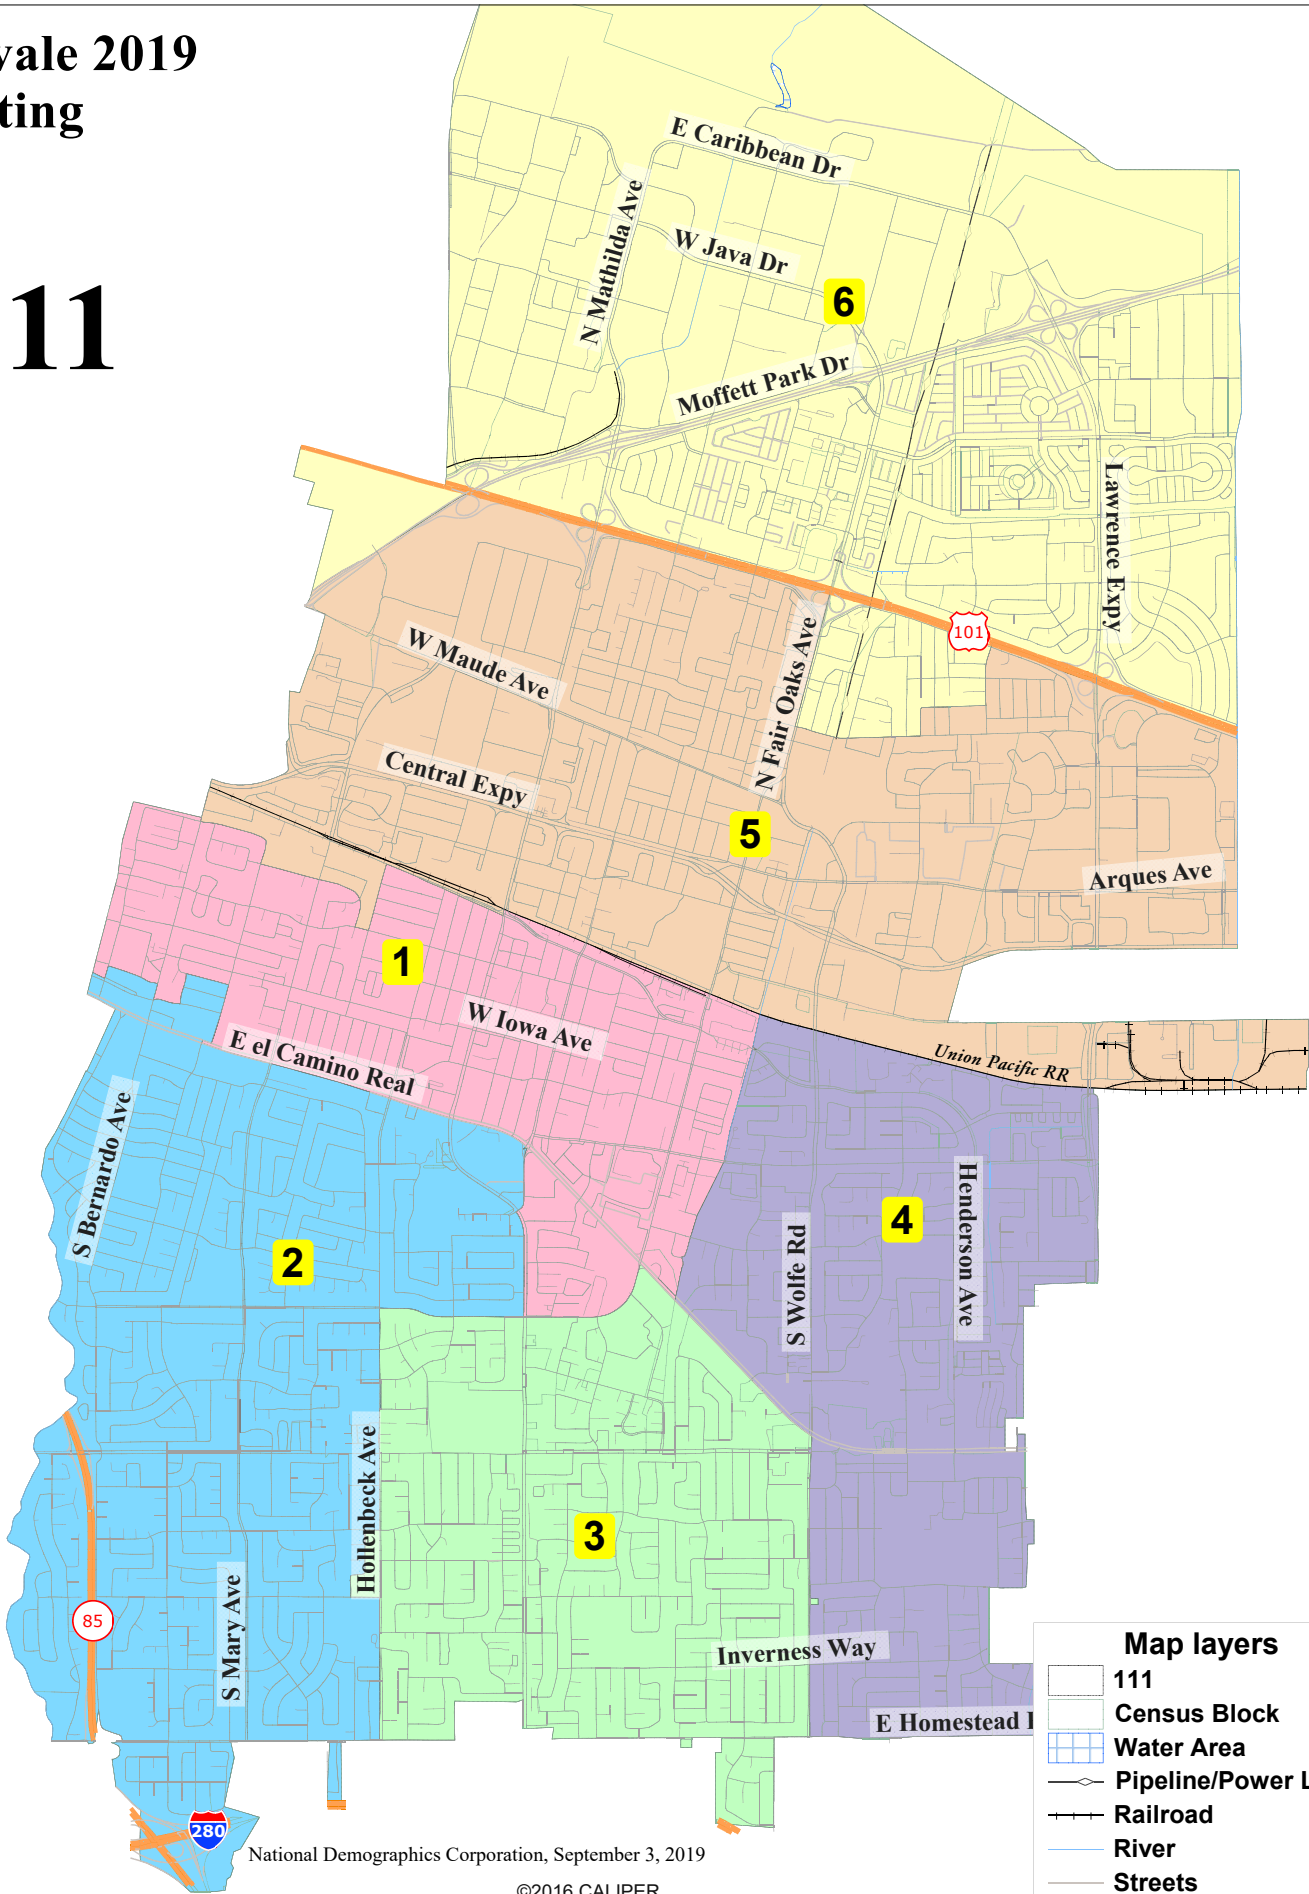 vale 2019
ting
11
E Caribbean Dr
N Mathilda Ave
W Java Dr
6
Moffett Park Dr
Lawrence Expy
101
W Maude Ave
N Fair Oaks Ave
Central Expy
5
Arques Ave
1
W Iowa Ave
E el Camino Real
Union Pacific RR
S Bernardo Ave
Henderson Ave
4
S Wolfe Rd
2
Hollenbeck Ave
3
S Mary Ave
85
Inverness Way
E Homestead
Map layers
111
Census Block
Water Area
Pipeline/Power L
Railroad
River
Streets
280
National Demographics Corporation, September 3, 2019
©2016 CALIPER